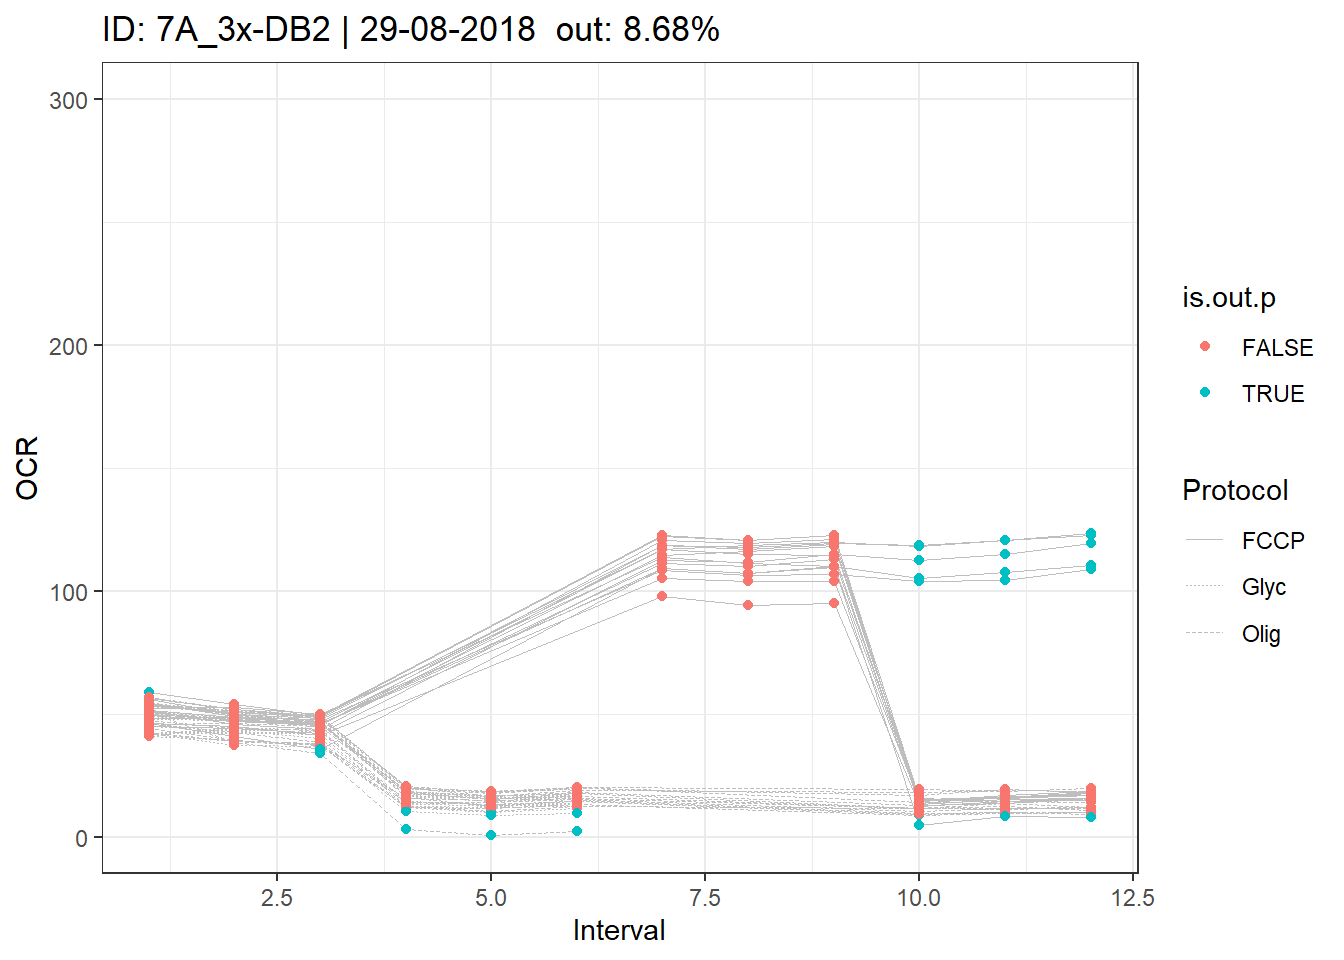 ID: 7A_3x-DB2 | 29-08-2018  out: 8.68%
300
200
100
0
OCR
2.5
5.0
7.5
10.0
12.5
Interval
is.out.p
FALSE
TRUE
Protocol
FCCP
Glyc
Olig